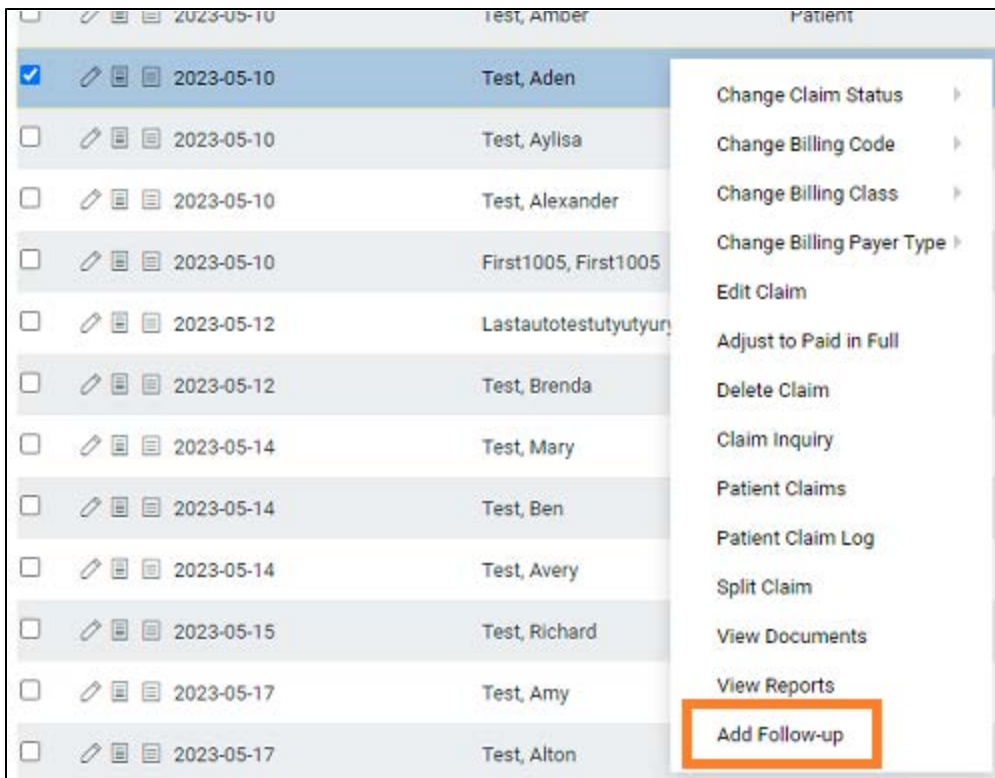 2023-05-10 Test, Amber Patient
2023-05-10 Test, Aden
2023-05-10 Test, Aylisa
2023-05-10 Test, Alexander
2023-05-10 First1005, First1005
2023-05-12 Lastautotestutyutyury
2023-05-12 Test, Brenda
2023-05-14 Test, Mary
2023-05-14 Test, Ben
2023-05-14 Test, Avery
2023-05-15 Test, Richard
2023-05-17 Test, Amy
2023-05-17 Test, Alton
Change Claim Status
Change Billing Code
Change Billing Class
Change Billing Payer Type
Edit Claim
Adjust to Paid in Full
Delete Claim
Claim Inquiry
Patient Claims
Patient Claim Log
Split Claim
View Documents
View Reports
Add Follow-up